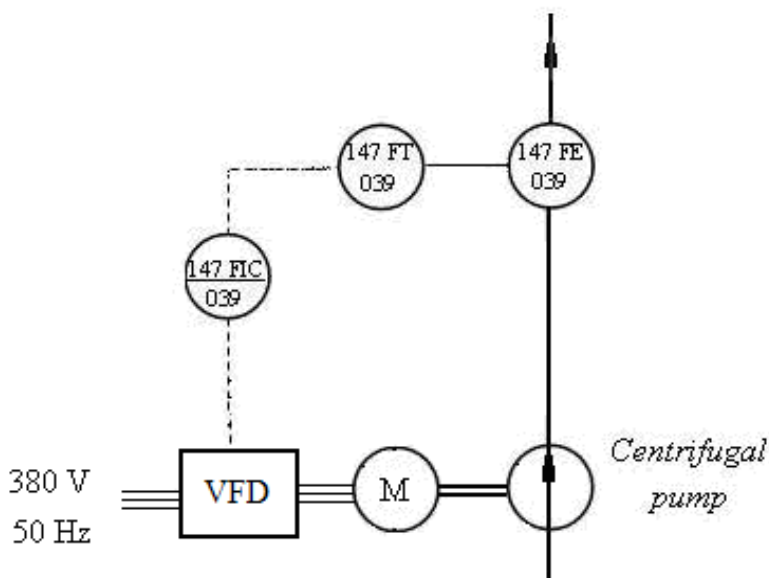 147 FT
039
147 FE
039
147 FIC
039
380 V
50 Hz
VFD
M
Centrifugal
pump